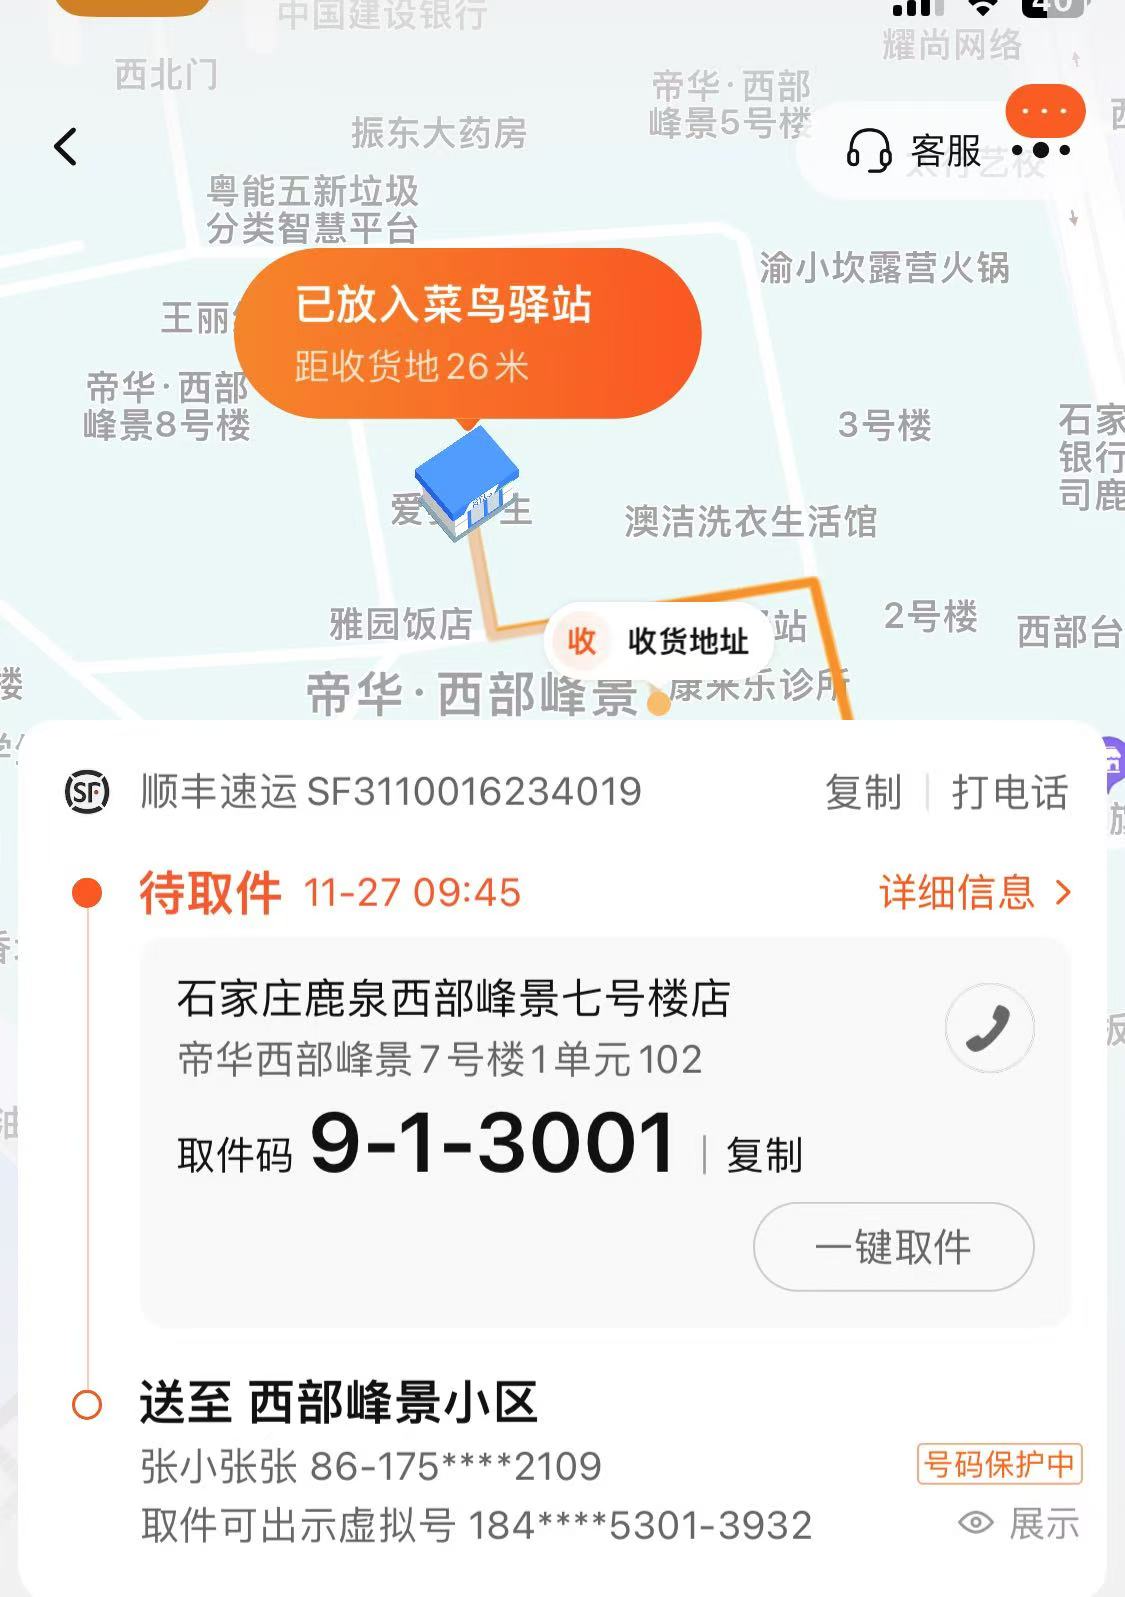 中国建设银行
40
耀尚网络
西北门
帝华·西部
峰景5号楼
振东大药房
客服
粤能五新垃圾
分类智慧平台
渝小坎露营火锅
已放入菜鸟驿站
距收货地26米
王丽
帝华·西部
峰景8号楼
3号楼
石家
银行
司鹿
澳洁洗衣生活馆
雅园饭店
收 收货地址
站
2号楼
西部台
楼
帝华·西部峰景
康莱乐诊所
SF 顺丰速运 SF3110016234019 复制 | 打电话
待取件 11-27 09:45 详细信息 >
石家庄鹿泉西部峰景七号楼店
帝华西部峰景7号楼1单元102
取件码 9-1-3001 | 复制
一键取件
送至 西部峰景小区
张小张张 86-175****2109 号码保护中
取件可出示虚拟号 184****5301-3932 展示